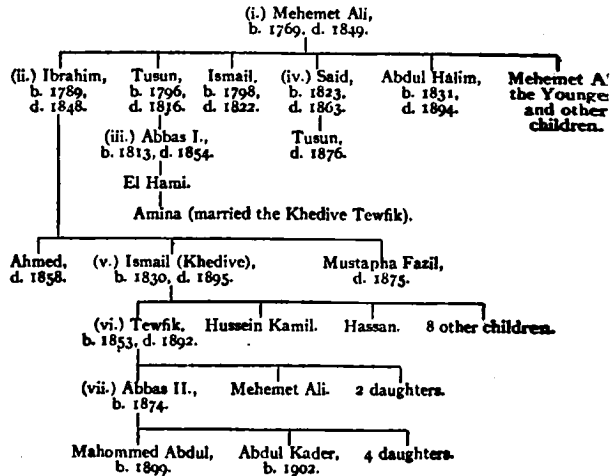 (i.) Mehemet Ali,
b. 1769, d. 1849.
(ii.) Ibrahim,
b. 1789,
d. 1848.
Tusun,
b. 1796,
d. 1816.
Ismail,
b. 1798,
d. 1822.
(iv.) Said,
b. 1823,
d. 1863.
Abdul Halim,
b. 1831,
d. 1894.
Mehemet A
the Younge
and other
children.
(iii.) Abbas I.,
b. 1813, d. 1854.
Tusun,
d. 1876.
El Hami.
Amina (married the Khedive Tewfik).
Ahmed,
d. 1858.
(v.) Ismail (Khedive),
b. 1830, d. 1895.
Mustapha Fazil,
d. 1875.
(vi.) Tewfik,
b. 1853, d. 1892.
Hussein Kamil.
Hassan.
8 other children.
(vii.) Abbas II.,
b. 1874.
Mehemet Ali.
2 daughters.
Mahommed Abdul,
b. 1899.
Abdul Kader,
b. 1902.
4 daughters.